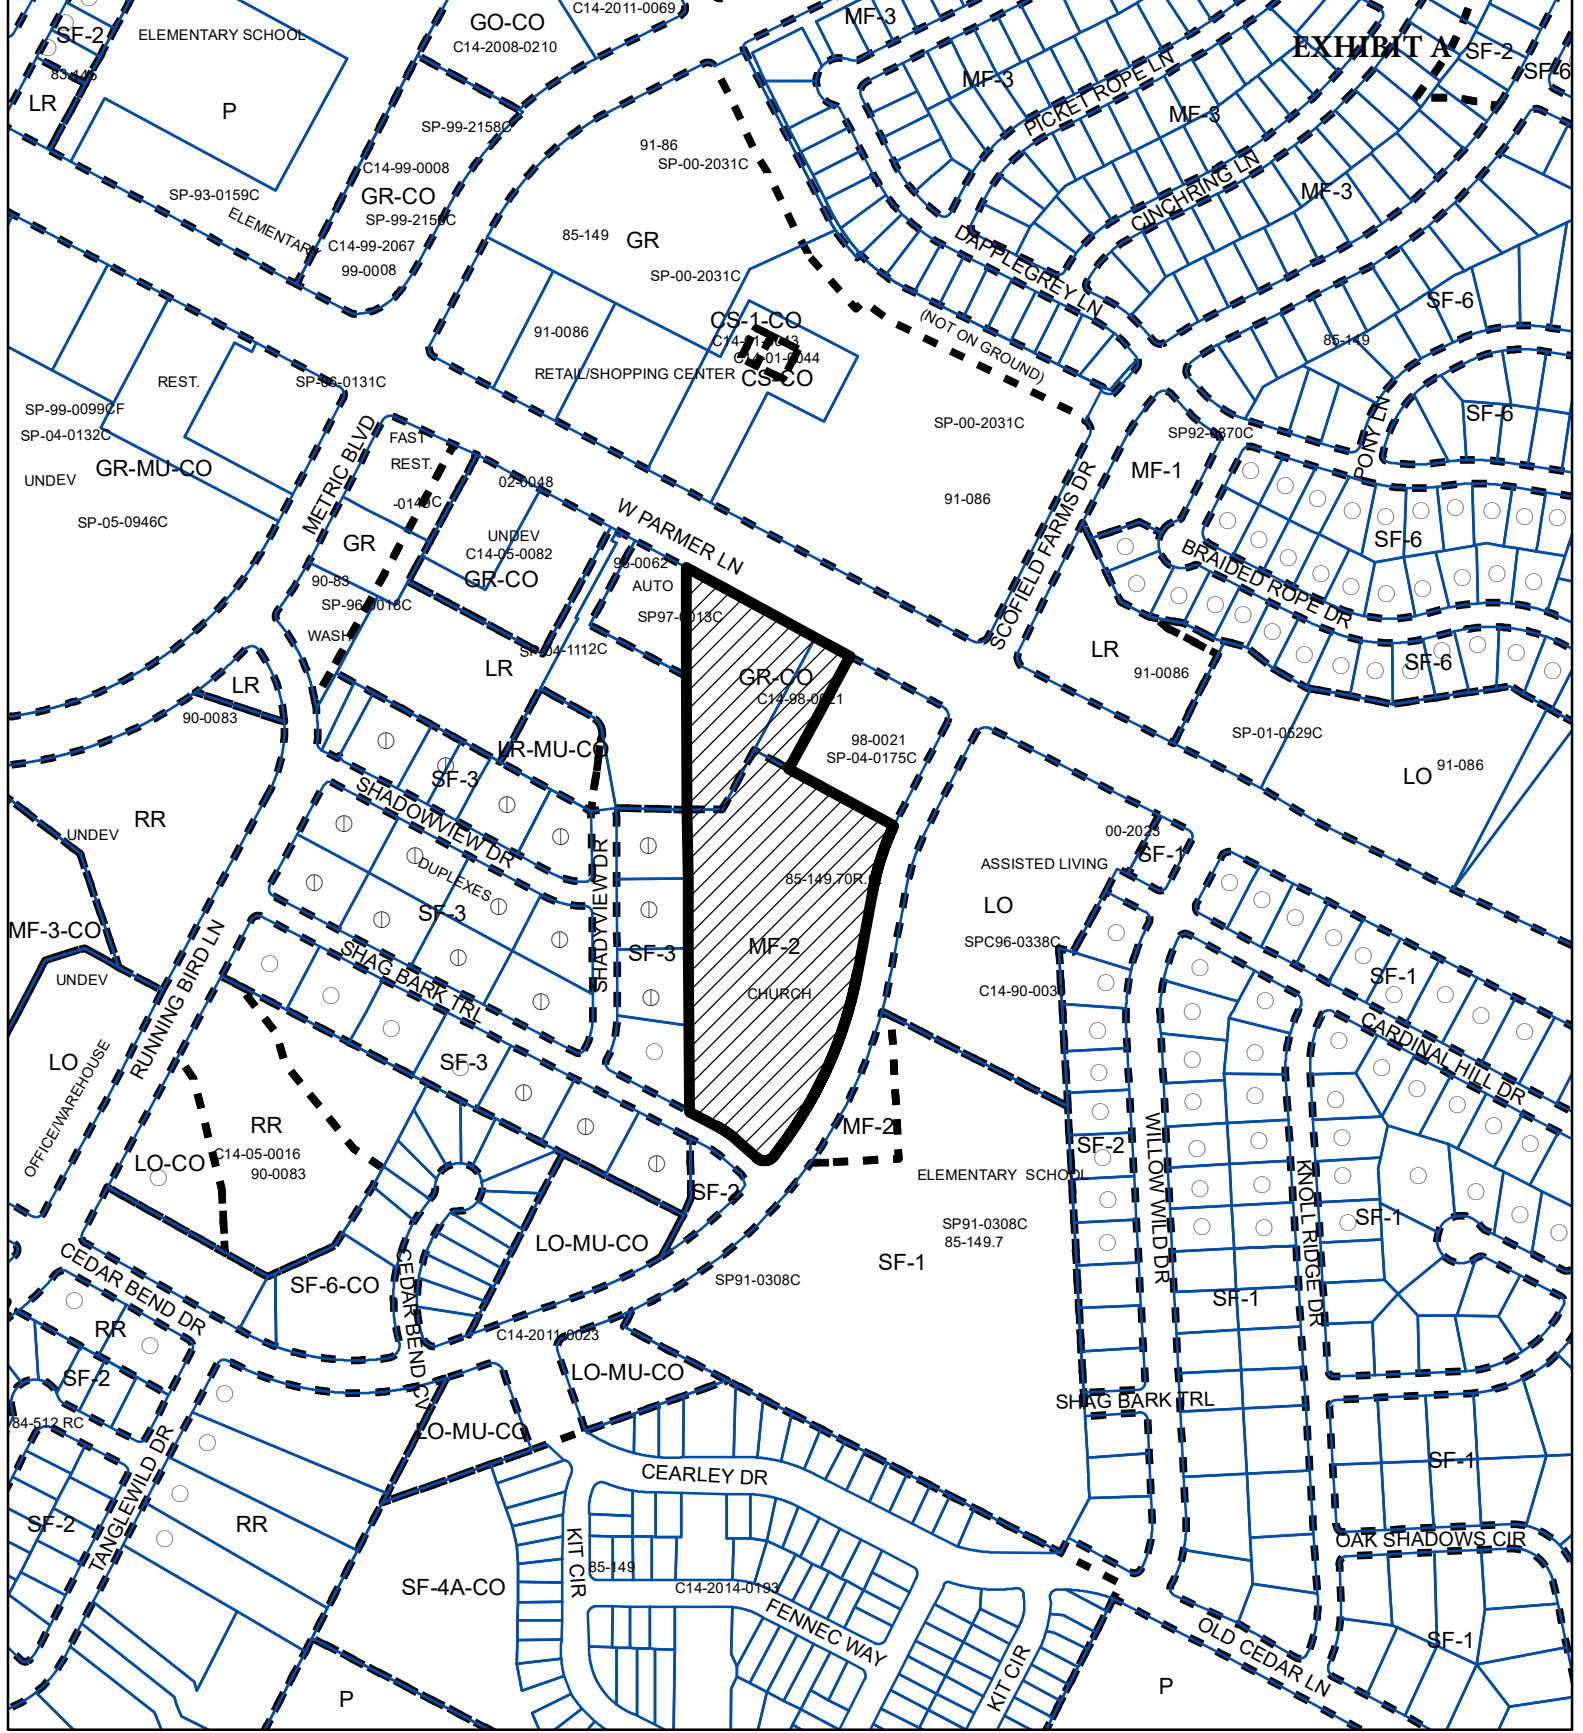 C14-2011-0069
GO-CO
C14-2008-0210
MF-3
EXHIBIT A
SF-2
SF-6
SF-2
ELEMENTARY SCHOOL
LR
P
MF-3
PICKET ROPE LN
MF-3
SP-99-2158C
91-86
SP-00-2031C
C14-99-0008
GR-CO
SP-93-0159C
ELEMENTARY
C14-99-2067
99-0008
CINCHRING LN
MF-3
85-149
GR
SP-00-2031C
DAPPLEGREY LN
SF-6
(NOT ON GROUND)
CS-1-CO
C14-01-0044
CS-CO
91-0086
RETAIL/SHOPPING CENTER
85-149
REST.
SP-99-0099CF
SP-04-0132C
UNDEV
GR-MU-CO
SP-05-0946C
METRIC BLVD
FAST
REST.
SP-00-2031C
SP92-0370C
PONY LN
SF-6
MF-1
91-086
02-0048
UNDEV
C14-05-0082
GR-CO
GR
W PARMER LN
SCOFIELD FARMS DR
SF-6
BRAIDED ROPE DR
AUTO
SP97-0013C
90-83
WASH
SP-04-1112C
LR
LR
91-0086
SF-6
LR
90-0083
GR-CO
98-0021
SP-04-0175C
SP-01-0529C
LO
91-086
LR-MU-CO
SF-3
SHADOWVIEW DR
RR
UNDEV
00-2023
SF-1
ASSISTED LIVING
LO
DUPLEXES
SF-3
SHADYVIEW DR
SF-3
MF-2
CHURCH
SPC96-0338C
MF-3-CO
UNDEV
RUNNING BIRD LN
SHAG BARK TRL
SF-1
CARDINAL HILL DR
LO
OFFICE/WAREHOUSE
SF-3
RR
C14-05-0016
90-0083
LO-CO
MF-2
SF-2
WILLOW WILD DR
KNOLL RIDGE DR
ELEMENTARY SCHOOL
SF-2
SP91-0308C
85-149.7
SF-1
LO-MU-CO
SF-1
SP91-0308C
CEDAR BEND DR
SF-6-CO
CEDAR BEND CV
SF-1
RR
C14-2011-0023
SF-2
LO-MU-CO
84-512 RC
LO-MU-CO
SHAG BARK TRL
TANGLEWILD DR
CEARLEY DR
SF-1
SF-2
RR
OAK SHADOWS CIR
KIT CIR
85-149
SF-4A-CO
C14-2014-0193
FENNEC WAY
OLD CEDAR LN
SF-1
KIT CIR
P
P